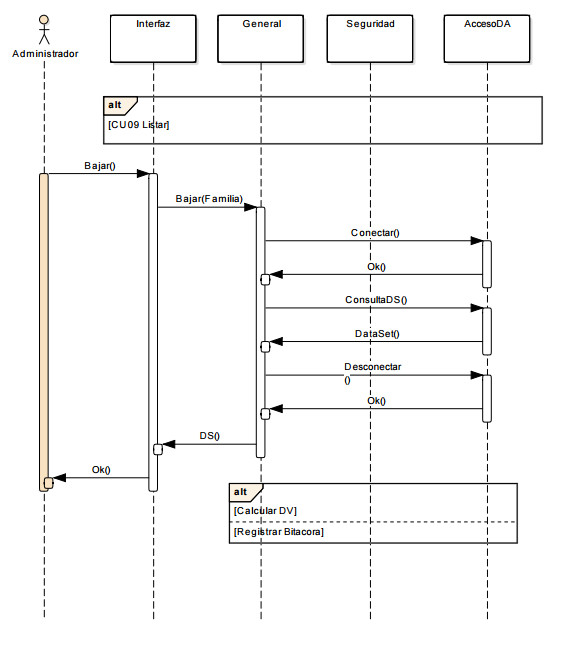 Administrador
Interfaz
General
Seguridad
AccesoDA
alt
[CU09 Listar]
Bajar()
Bajar(Familia)
Conectar()
Ok()
ConsultaDS()
DataSet()
Desconectar
()
Ok()
DS()
Ok()
alt
[Calcular DV]
[Registrar Bitacora]